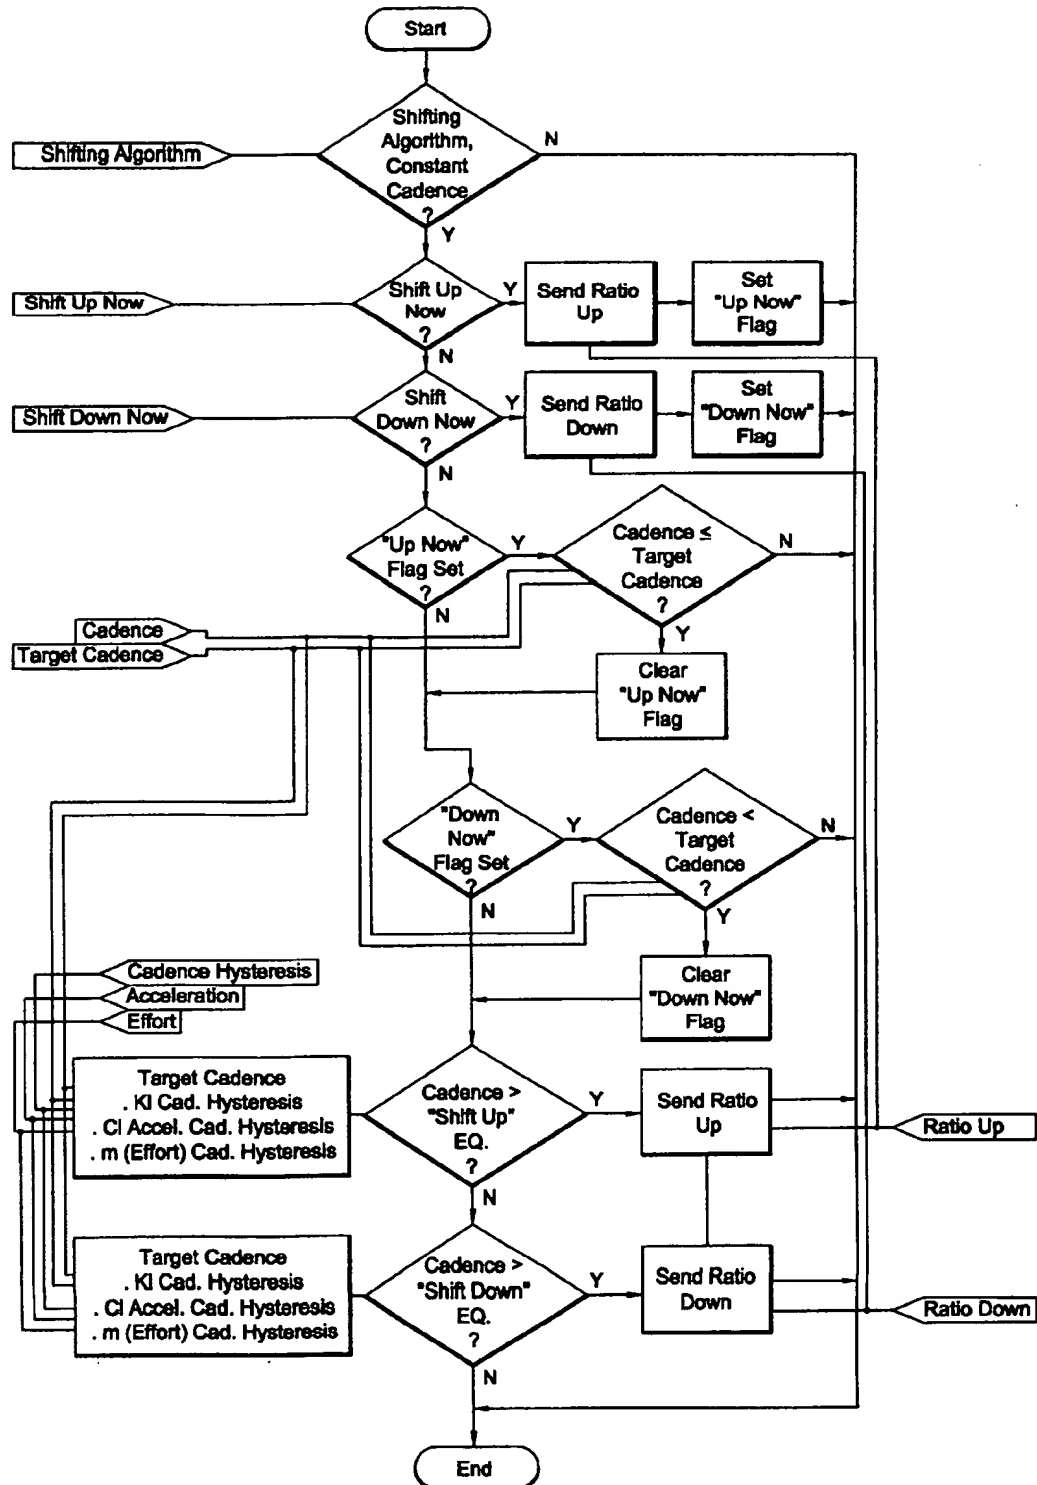 Start
Shifting
Algorithm,
Constant
Cadence
?
N
Shifting Algorithm
Y
Shift Up
Now
?
Y
Send Ratio
Up
Set
"Up Now"
Flag
Shift Up Now
N
Shift
Down Now
?
Y
Send Ratio
Down
Set
"Down Now"
Flag
Shift Down Now
N
"Up Now"
Flag Set
?
Y
Cadence ≤
Target
Cadence
?
N
N
Y
Cadence
Target Cadence
Clear
"Up Now"
Flag
"Down
Now"
Flag Set
?
Y
Cadence <
Target
Cadence
?
N
N
Y
Cadence Hysteresis
Acceleration
Effort
Clear
"Down Now"
Flag
Target Cadence
. KI Cad. Hysteresis
. CI Accel. Cad. Hysteresis
. m (Effort) Cad. Hysteresis
Cadence >
"Shift Up"
EQ.
?
Y
Send Ratio
Up
Ratio Up
N
Target Cadence
. KI Cad. Hysteresis
. CI Accel. Cad. Hysteresis
. m (Effort) Cad. Hysteresis
Cadence >
"Shift Down"
EQ.
?
Y
Send Ratio
Down
Ratio Down
N
End